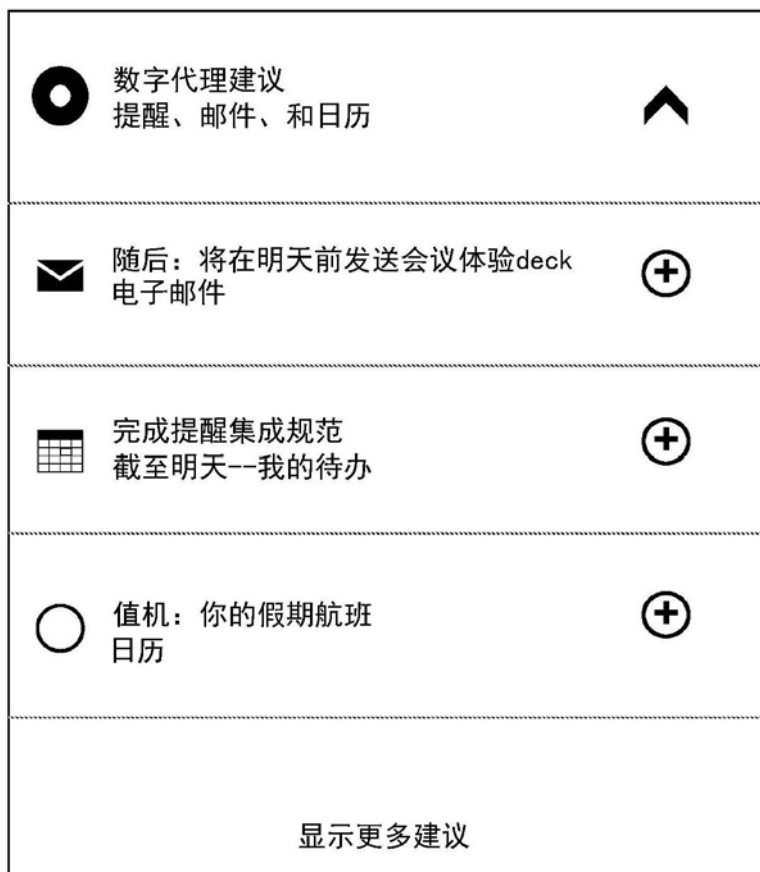 数字代理建议
提醒、邮件、和日历
随后：将在明天前发送会议体验deck
电子邮件
完成提醒集成规范
截至明天--我的待办
值机：你的假期航班
日历
显示更多建议